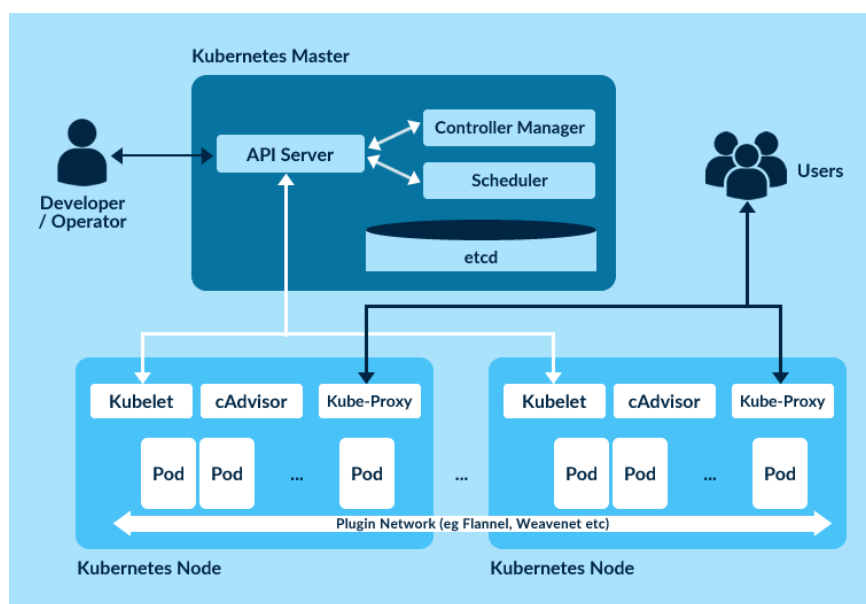 Kubernetes Master
API Server
Controller Manager
Scheduler
etcd
Developer
/ Operator
Users
Kubelet
cAdvisor
Kube-Proxy
Pod
Pod
...
Pod
Kubernetes Node
...
Kubelet
cAdvisor
Kube-Proxy
Pod
Pod
...
Pod
Plugin Network (eg Flannel, Weavenet etc)
Kubernetes Node